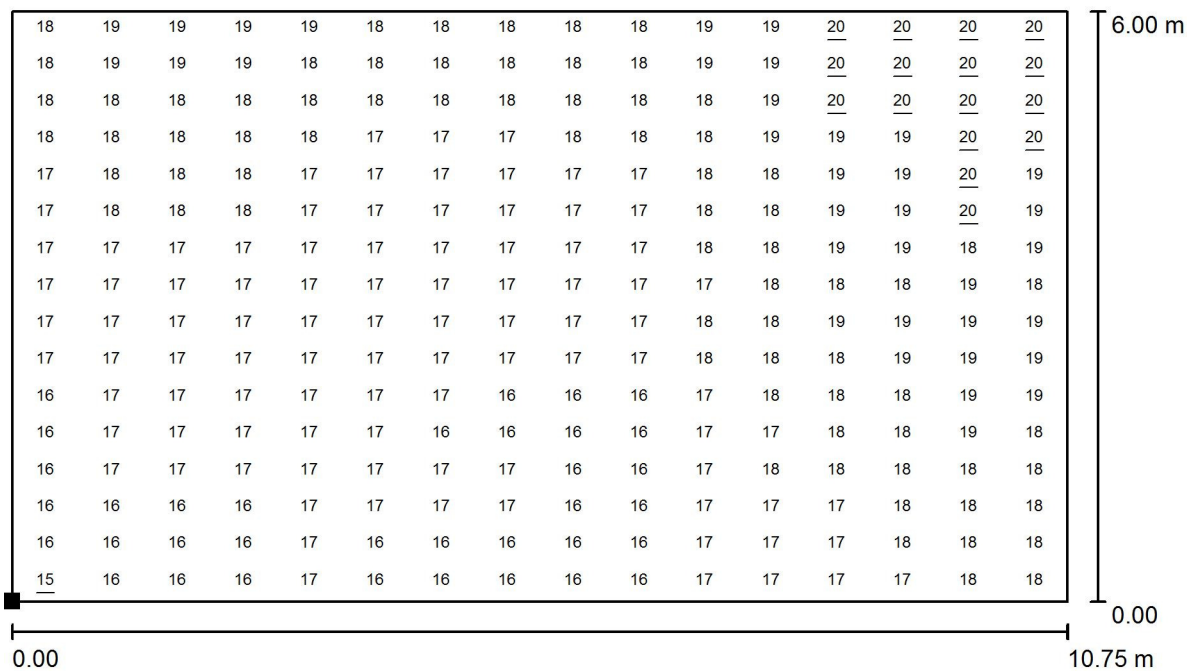 18 19 19 19 19 18 18 18 18 18 19 19 20 20 20 20 6.00 m
18 19 19 19 18 18 18 18 18 18 19 19 20 20 20 20
18 18 18 18 18 18 18 18 18 18 18 19 20 20 20 20
18 18 18 18 18 17 17 17 18 18 18 19 19 19 20 20
17 18 18 18 17 17 17 17 17 17 18 18 19 19 20 19
17 18 18 18 17 17 17 17 17 17 18 18 19 19 20 19
17 17 17 17 17 17 17 17 17 17 18 18 19 19 18 19
17 17 17 17 17 17 17 17 17 17 17 18 18 18 19 18
17 17 17 17 17 17 17 17 17 17 18 18 19 19 19 19
17 17 17 17 17 17 17 17 17 17 18 18 18 19 19 19
16 17 17 17 17 17 17 16 16 16 17 18 18 18 19 19
16 17 17 17 17 17 16 16 16 16 17 17 18 18 19 18
16 17 17 17 17 17 17 17 16 16 17 18 18 18 18 18
16 16 16 16 17 17 17 17 16 16 17 17 17 18 18 18
16 16 16 16 17 16 16 16 16 16 17 17 17 18 18 18
15 16 16 16 17 16 16 16 16 16 17 17 17 17 18 18
0.00
0.00 10.75 m